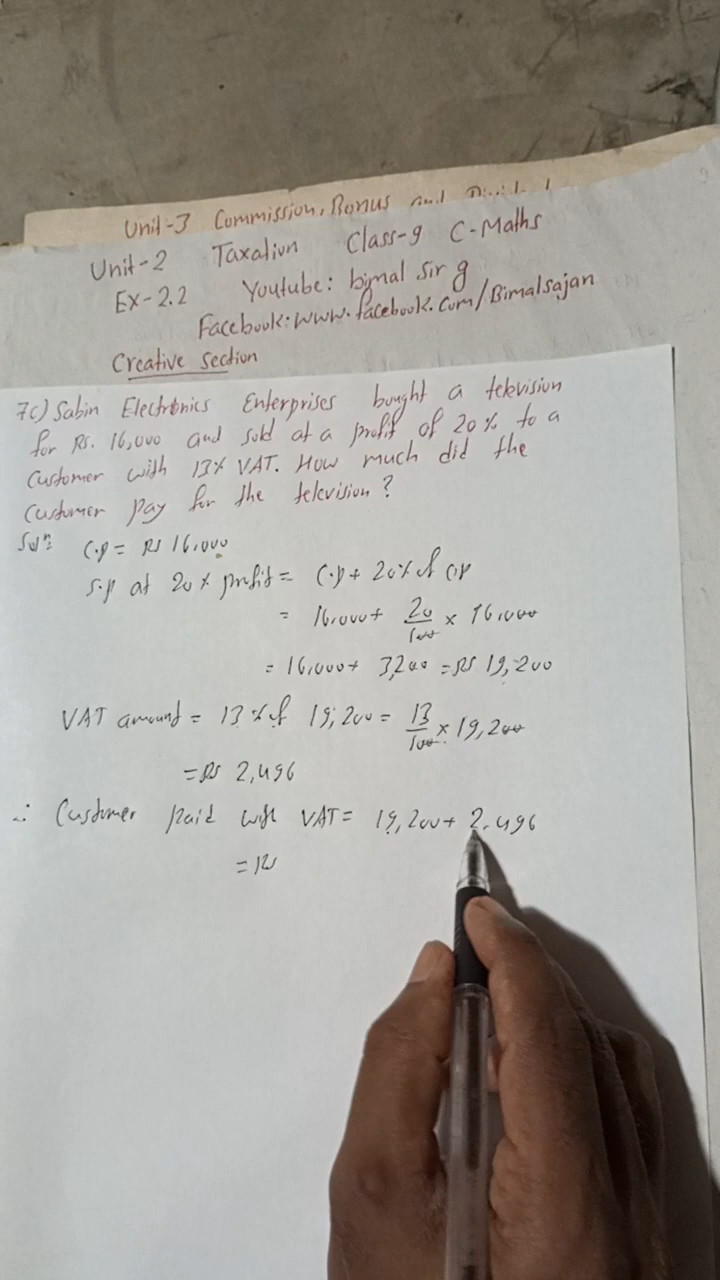 Unit-3 Commission, Bonus and
Unit-2 Taxation Class-9 C-Maths
Ex-2.2 Youtube: bimal sir g
Facebook: www.facebook.com/Bimalsajan
Creative section
7c) Sabin Electronics Enterprises bought a television
for Rs. 16,000 and sold at a profit of 20% to a
customer with 13% VAT. How much did the
customer pay for the television?
Solⁿ: C.P = Rs 16,000
S.P at 20% profit = C.P + 20% of CP
= 16,000 + 20/100 × 16,000
= 16,000 + 3,200 = Rs 19,200
VAT amount = 13% of 19,200 = 13/100 × 19,200
= Rs 2,496
∴ Customer paid with VAT = 19,200 + 2,496
= Rs